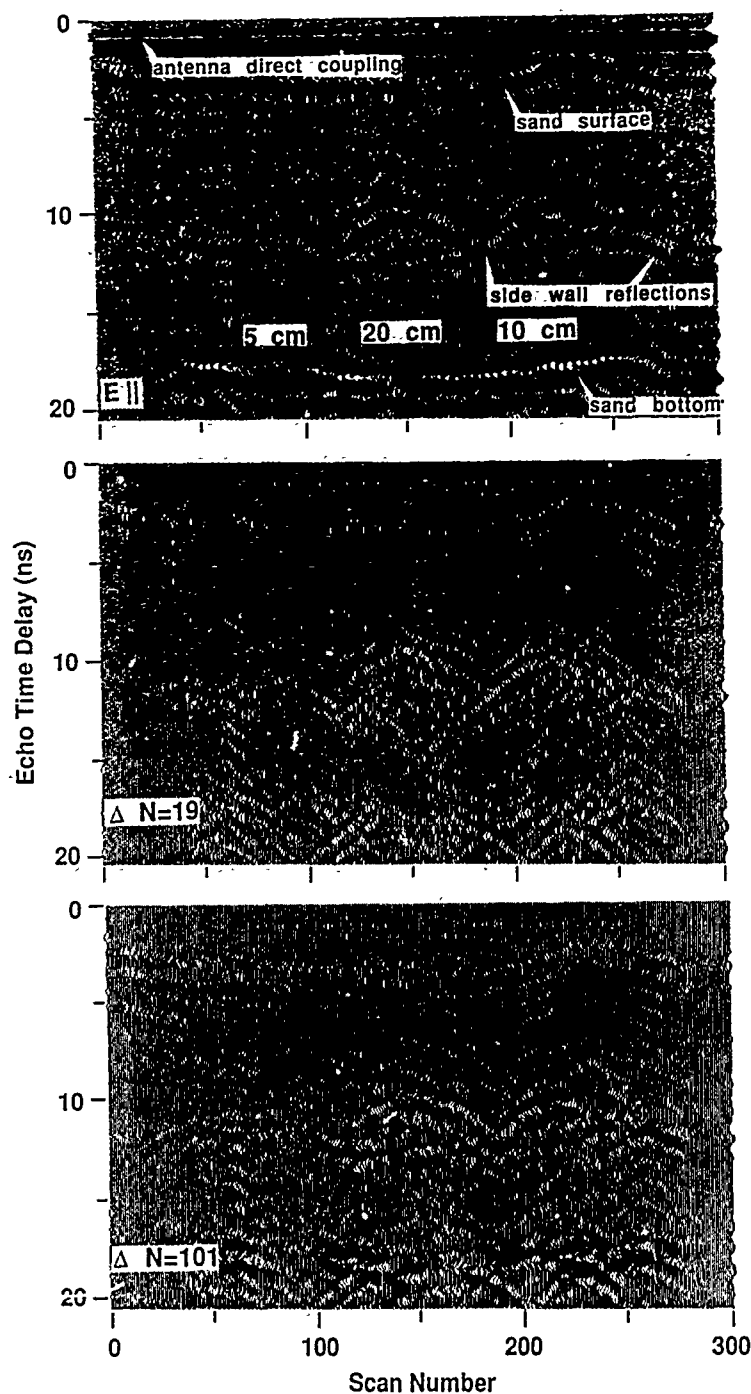 0
antenna direct coupling
sand surface
10
side wall reflections
5 cm 20 cm 10 cm
E ||
sand bottom
20
0
Echo Time Delay (ns)
10
Δ N=19
20
0
10
Δ N=101
20
0 100 200 300
Scan Number